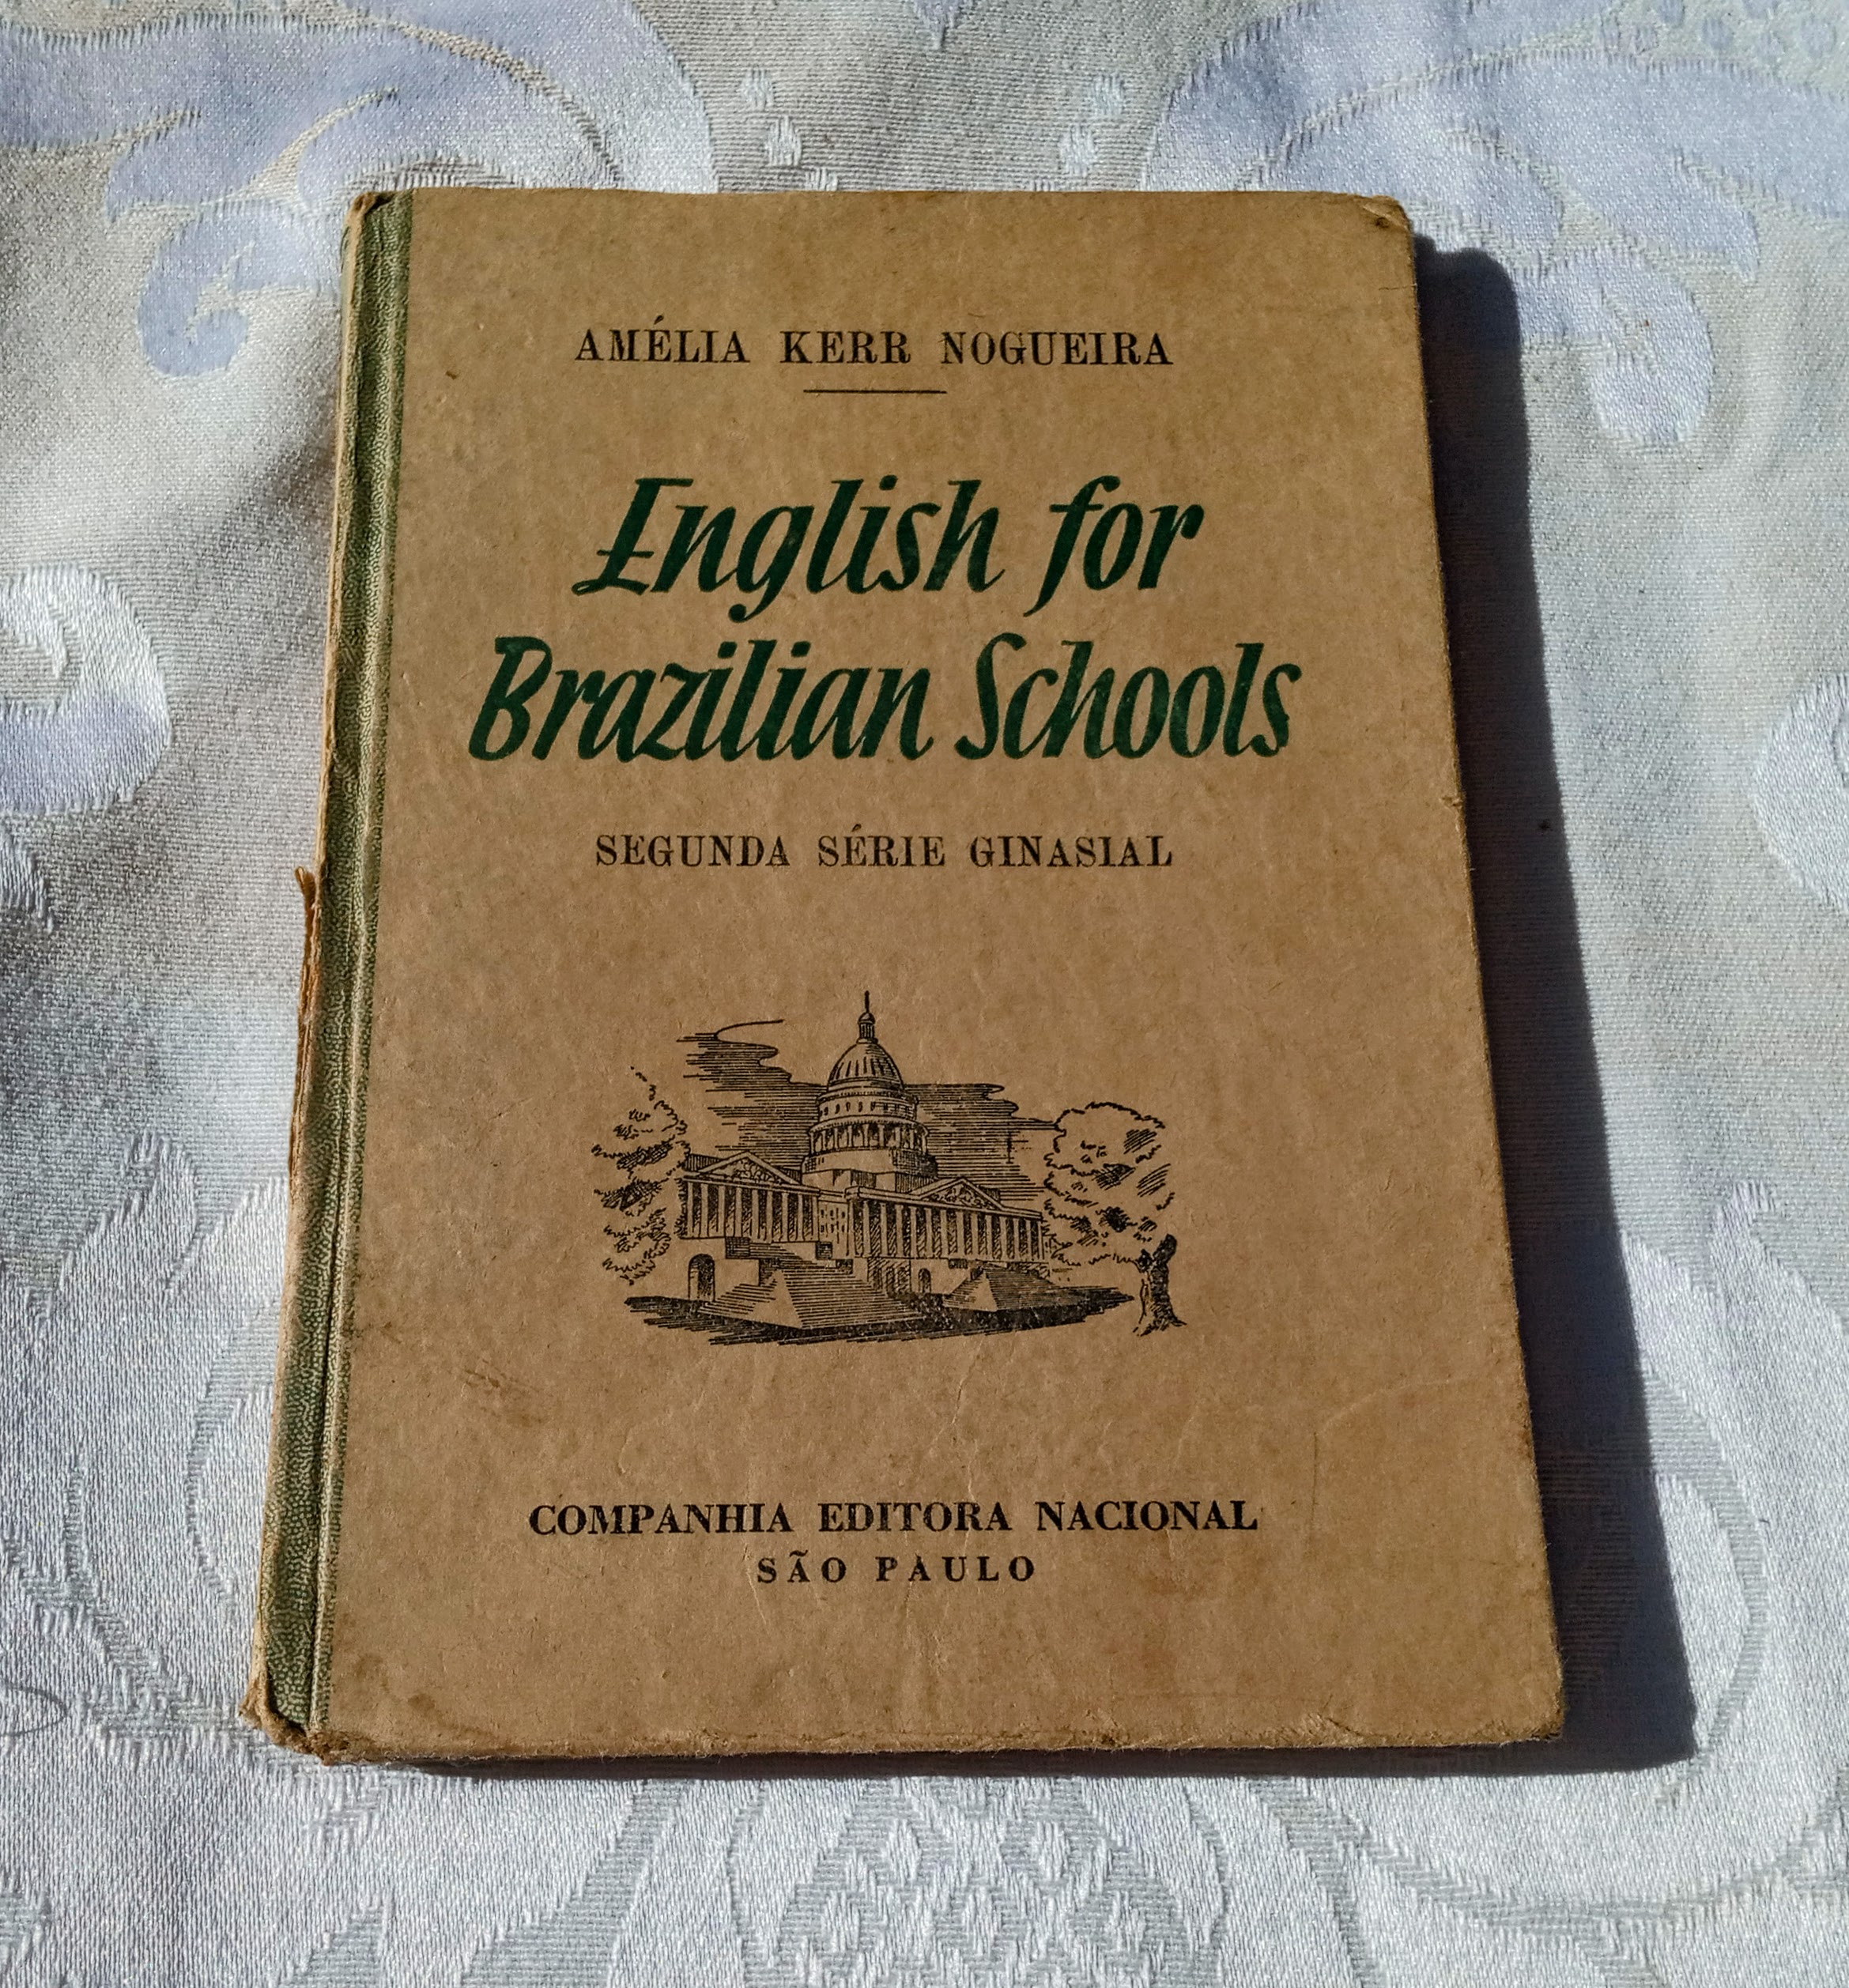 AMÉLIA KERR NOGUEIRA
English for
Brazilian Schools
SEGUNDA SÉRIE GINASIAL
COMPANHIA EDITORA NACIONAL
SÃO PAULO